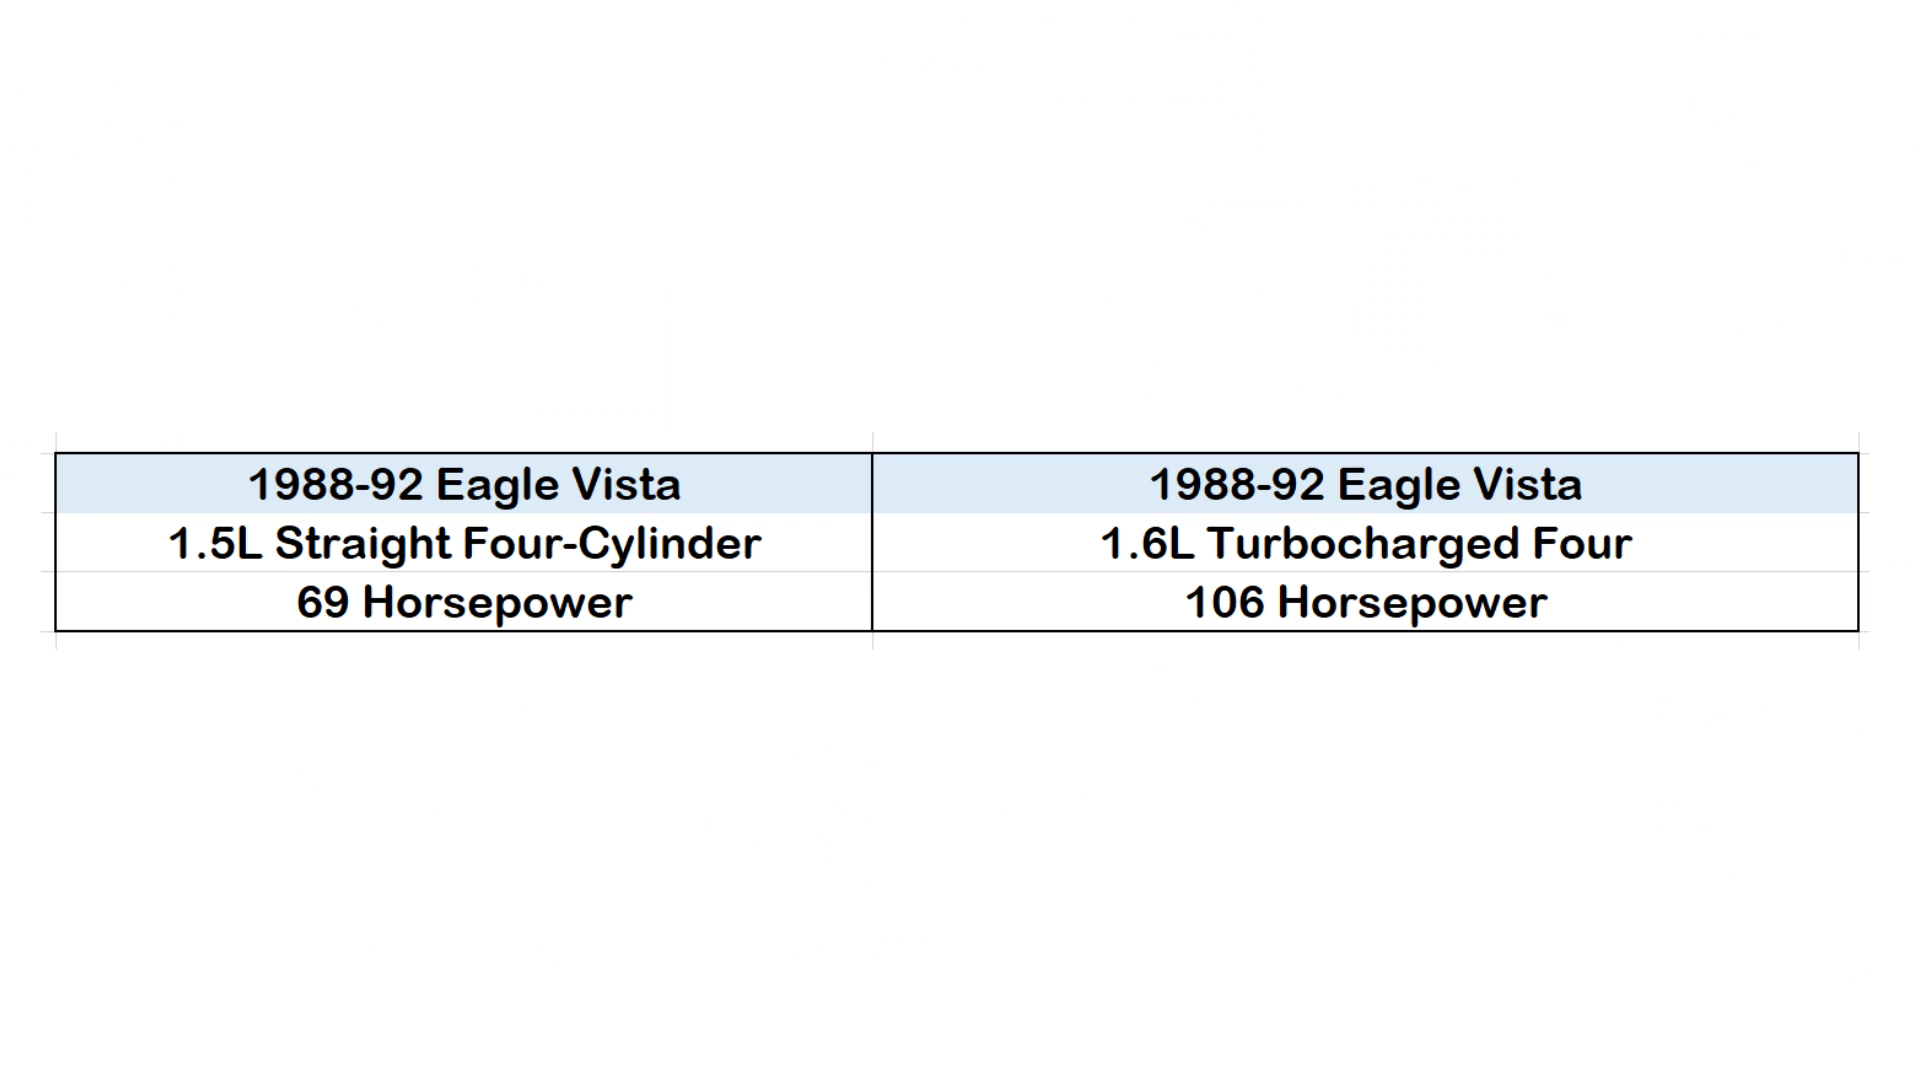 1988-92 Eagle Vista
1988-92 Eagle Vista
1.5L Straight Four-Cylinder
1.6L Turbocharged Four
69 Horsepower
106 Horsepower